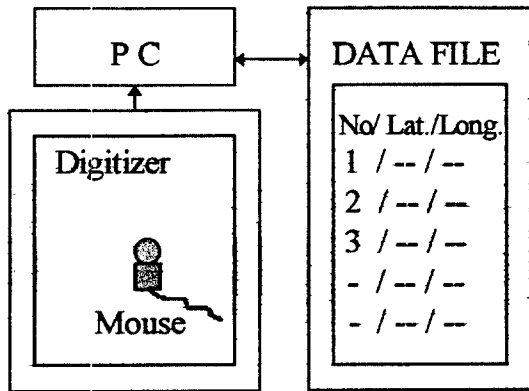 P C
Digitizer
Mouse
DATA FILE
No/ Lat./Long.
1 / -- / --
2 / -- / --
3 / -- / --
- / -- / --
- / -- / --